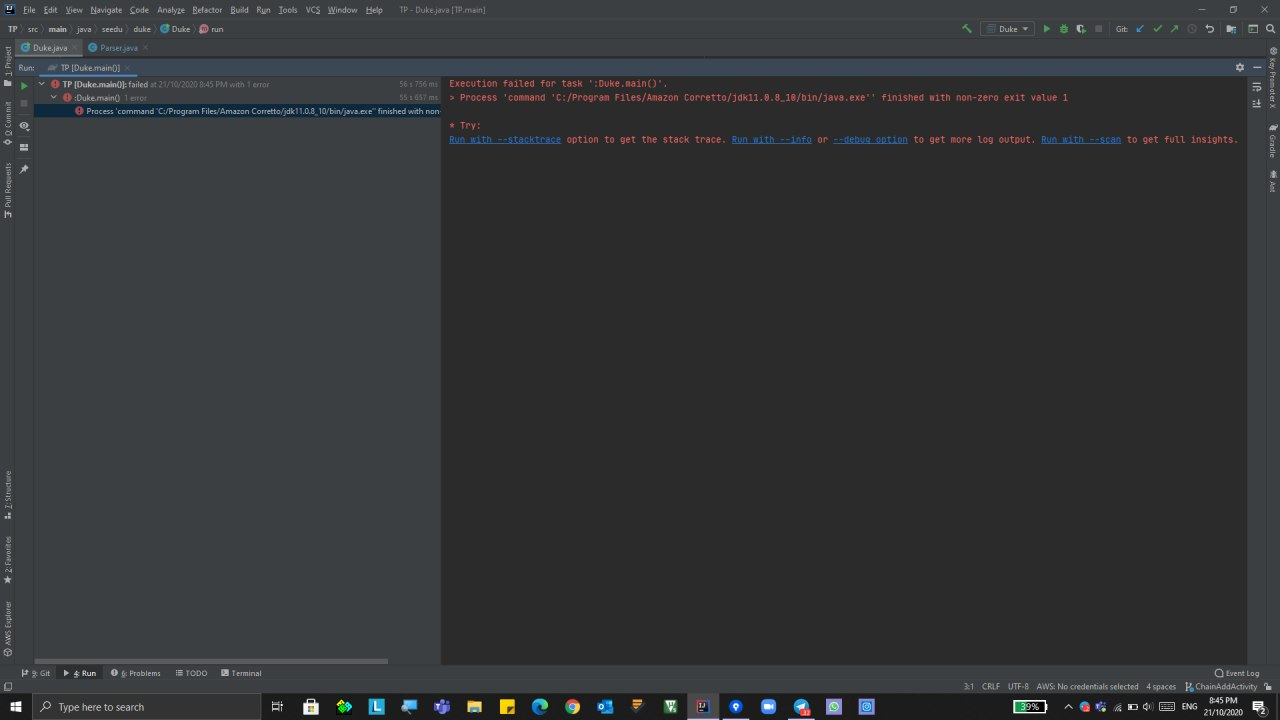 File Edit View Navigate Code Analyze Refactor Build Run Tools VCS Window Help TP - Duke.java [TP.main]
TP src main java seedu duke Duke run
Duke Git:
Duke.java Parser.java
Run: TP [Duke.main()]
TP [Duke.main()]: failed at 21/10/2020 8:45 PM with 1 error 56 s 756 ms
:Duke.main() 1 error 55 s 657 ms
Process 'command 'C:/Program Files/Amazon Corretto/jdk11.0.8_10/bin/java.exe'' finished with non-
Execution failed for task ':Duke.main()'.
> Process 'command 'C:/Program Files/Amazon Corretto/jdk11.0.8_10/bin/java.exe'' finished with non-zero exit value 1
* Try:
Run with --stacktrace option to get the stack trace. Run with --info or --debug option to get more log output. Run with --scan to get full insights.
1: Project
0: Commit
Pull Requests
7: Structure
2: Favorites
AWS Explorer
Key Promoter X
Gradle
Ant
9: Git 4: Run 6: Problems TODO Terminal Event Log
3:1 CRLF UTF-8 AWS: No credentials selected 4 spaces ChainAddActivity
Type here to search
39% ENG
8:45 PM
21/10/2020
2